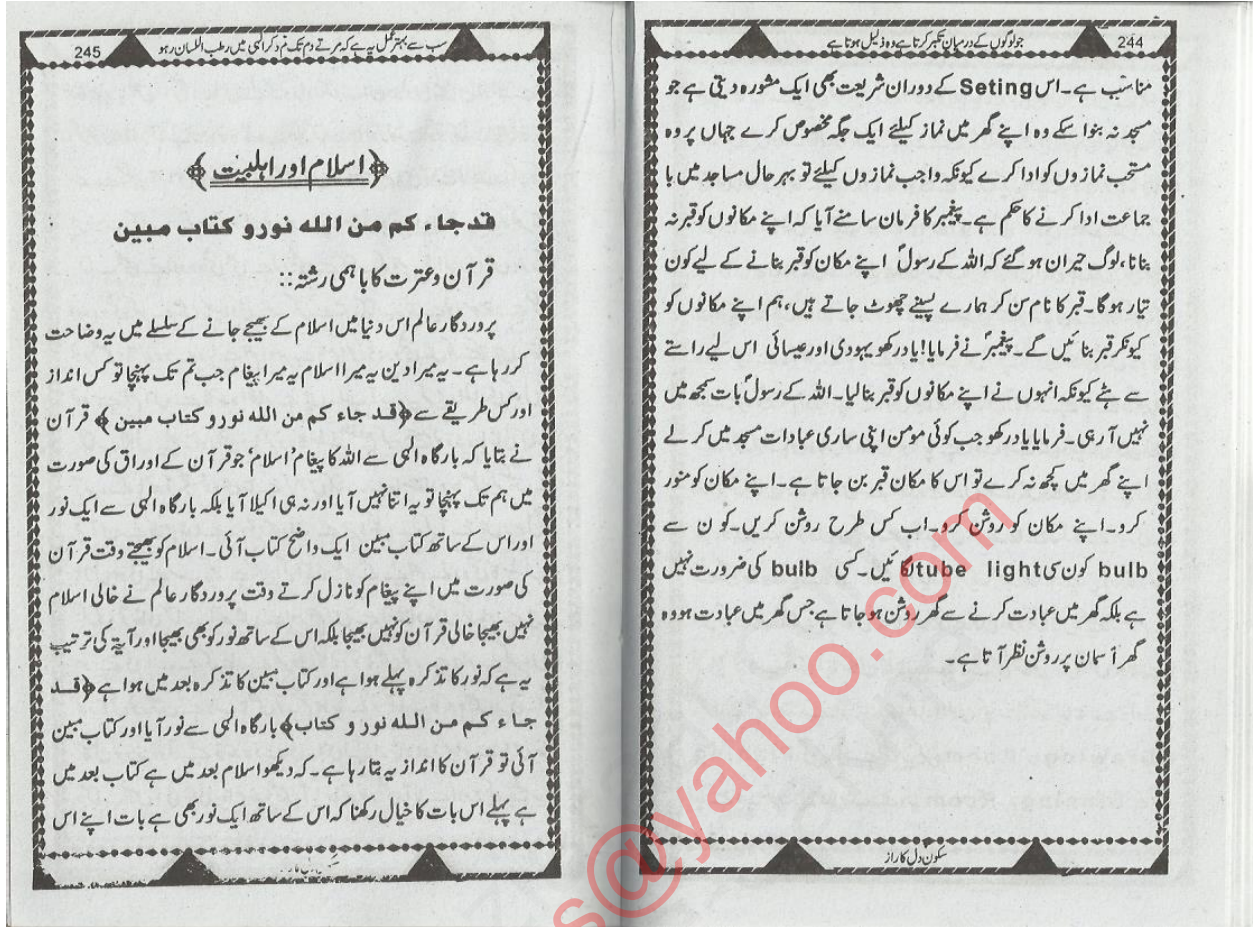 244
جو لوگوں کے درمیان تکبر کرتا ہے وہ ذلیل ہوتا ہے
مناسب ہے۔ اس Seting کے دوران شریعت بھی ایک مشورہ دیتی ہے جو
مسجد نہ بنوا سکے وہ اپنے گھر میں نماز کیلئے ایک جگہ مخصوص کرے جہاں پر وہ
مستحب نمازوں کو ادا کرے کیونکہ واجب نمازوں کیلئے تو بہر حال مساجد میں با
جماعت ادا کرنے کا حکم ہے۔ پیغمبر کا فرمان سامنے آیا کہ اپنے مکانوں کو قبر نہ
بنانا، لوگ حیران ہو گئے کہ اللہ کے رسولؐ اپنے مکان کو قبر بنانے کے لیے کون
تیار ہوگا۔ قبر کا نام سن کر ہمارے پسینے چھوٹ جاتے ہیں، ہم اپنے مکانوں کو
کیونکر قبر بنائیں گے۔ پیغمبرؐ نے فرمایا! یاد رکھو یہودی اور عیسائی اس لیے راستے
سے ہٹے کیونکہ انہوں نے اپنے مکانوں کو قبر بنا لیا۔ اللہ کے رسولؐ بات سمجھ میں
نہیں آ رہی۔ فرمایا یاد رکھو جب کوئی مومن اپنی ساری عبادات مسجد میں کر لے
اپنے گھر میں کچھ نہ کرے تو اس کا مکان قبر بن جاتا ہے۔ اپنے مکان کو منور
کرو۔ اپنے مکان کو روشن کرو۔ اب کس طرح روشن کریں۔ کون سے
bulb کون سی tube light لگائیں۔ کسی bulb کی ضرورت نہیں
ہے بلکہ گھر میں عبادت کرنے سے گھر روشن ہو جاتا ہے جس گھر میں عبادت ہو وہ
گھر آسمان پر روشن نظر آتا ہے۔
سکون دل کا راز
245
سب سے بہتر عمل یہ ہے کہ مرتے دم تک تم ذکر الہی میں رطب اللسان رہو
﴿اسلام اور اہلبیت﴾
قد جاء کم من الله نور و کتاب مبین
قرآن و عترت کا باہمی رشتہ::
پروردگار عالم اس دنیا میں اسلام کے بھیجے جانے کے سلسلے میں یہ وضاحت
کر رہا ہے۔ یہ میرا دین یہ میرا اسلام یہ میرا پیغام جب تم تک پہنچا تو کس انداز
اور کس طریقے سے ﴿قد جاء کم من الله نور و کتاب مبین﴾ قرآن
نے بتایا کہ بارگاہ الہی سے اللہ کا پیغام 'اسلام' جو قرآن کے اوراق کی صورت
میں ہم تک پہنچا تو یہ اتنا نہیں آیا اور نہ ہی اکیلا آیا بلکہ بارگاہ الہی سے ایک نور
اور اس کے ساتھ کتاب مبین ایک واضح کتاب آئی۔ اسلام کو بھیجتے وقت قرآن
کی صورت میں اپنے پیغام کو نازل کرتے وقت پروردگار عالم نے خالی اسلام
نہیں بھیجا خالی قرآن کو نہیں بھیجا بلکہ اس کے ساتھ نور کو بھی بھیجا اور آیۃ کی ترتیب
یہ ہے کہ نور کا تذکرہ پہلے ہوا ہے اور کتاب مبین کا تذکرہ بعد میں ہوا ہے ﴿قد
جاء کم من الله نور و کتاب﴾ بارگاہ الہی سے نور آیا اور کتاب مبین
آئی تو قرآن کا انداز یہ بتا رہا ہے۔ کہ دیکھو اسلام بعد میں ہے کتاب بعد میں
ہے پہلے اس بات کا خیال رکھنا کہ اس کے ساتھ ایک نور بھی ہے بات اپنے اس
s@yahoo.com